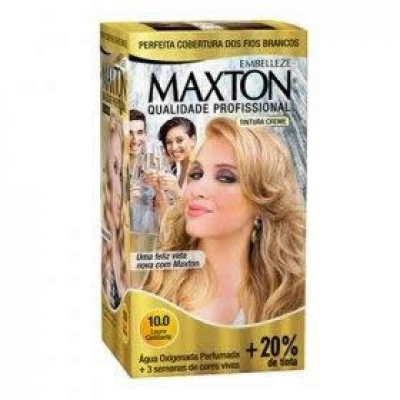 PERFEITA COBERTURA DOS FIOS BRANCOS
EMBELLEZE
MAXTON
QUALIDADE PROFISSIONAL
TINTURA CREME
Uma feliz vida
nova com Maxton
10.0
Louro
Água Oxigenada Perfumada
+ 3 semanas de cores vivas
+20%
de tinta